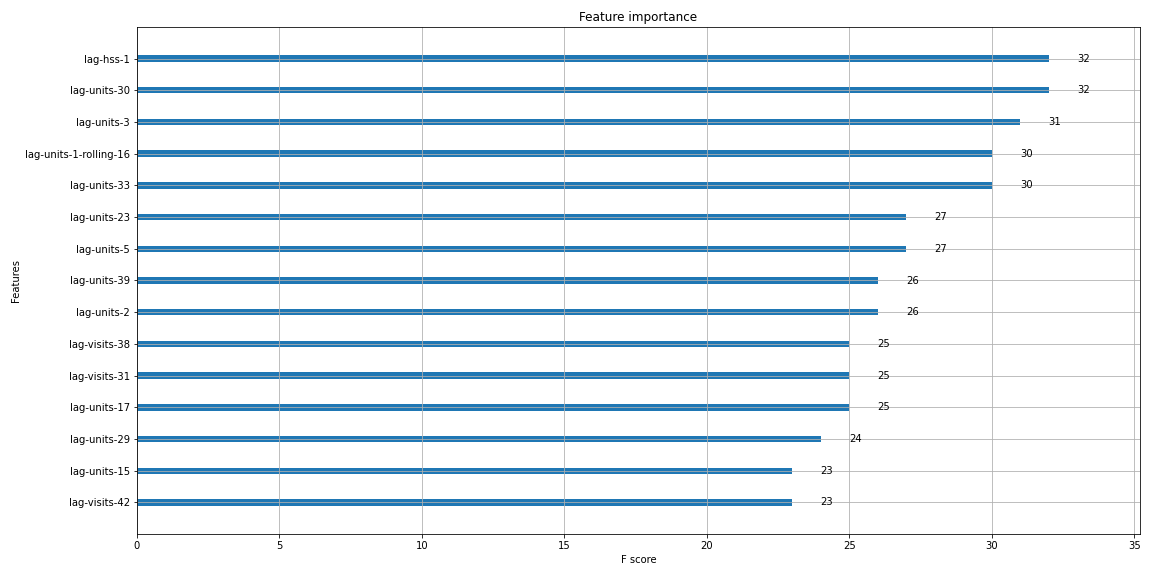 Feature importance
lag-hss-1 32
lag-units-30 32
lag-units-3 31
lag-units-1-rolling-16 30
lag-units-33 30
lag-units-23 27
lag-units-5 27
lag-units-39 26
lag-units-2 26
lag-visits-38 25
lag-visits-31 25
lag-units-17 25
lag-units-29 24
lag-units-15 23
lag-visits-42 23
Features
0 5 10 15 20 25 30 35
F score